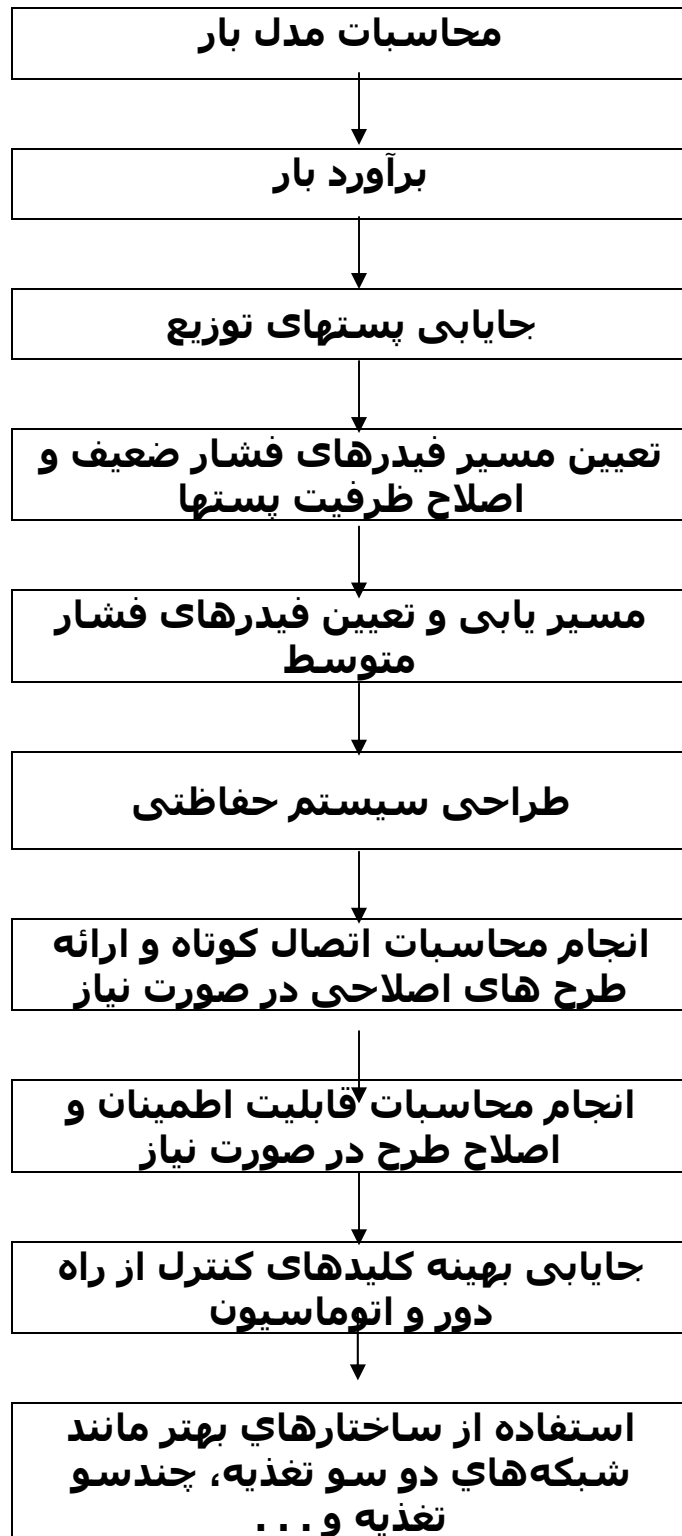 محاسبات مدل بار
برآورد بار
جایابی پستهای توزیع
تعیین مسیر فیدرهای فشار ضعیف و
اصلاح ظرفیت پستها
مسیر یابی و تعیین فیدرهای فشار
متوسط
طراحی سیستم حفاظتی
انجام محاسبات اتصال کوتاه و ارائه
طرح های اصلاحی در صورت نیاز
انجام محاسبات قابلیت اطمینان و
اصلاح طرح در صورت نیاز
جایابی بهینه کلیدهای کنترل از راه
دور و اتوماسیون
استفاده از ساختارهاي بهتر مانند
شبکه‌هاي دو سو تغذیه، چندسو
تغذیه و . . .